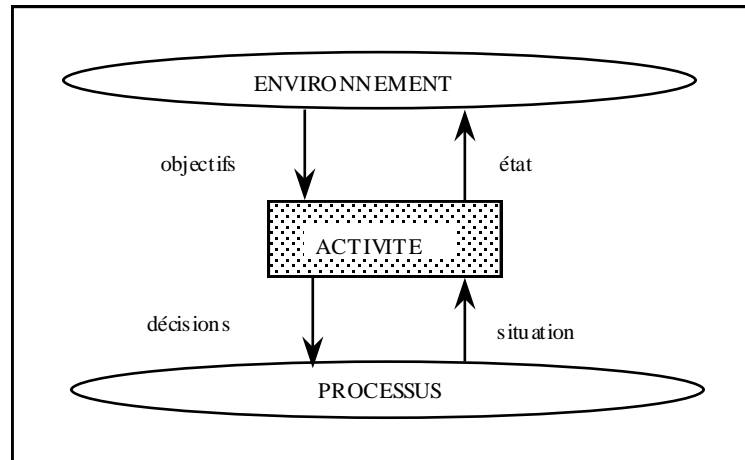 ENVIRONNEMENT
objectifs
état
ACTIVITE
décisions
situation
PROCESSUS